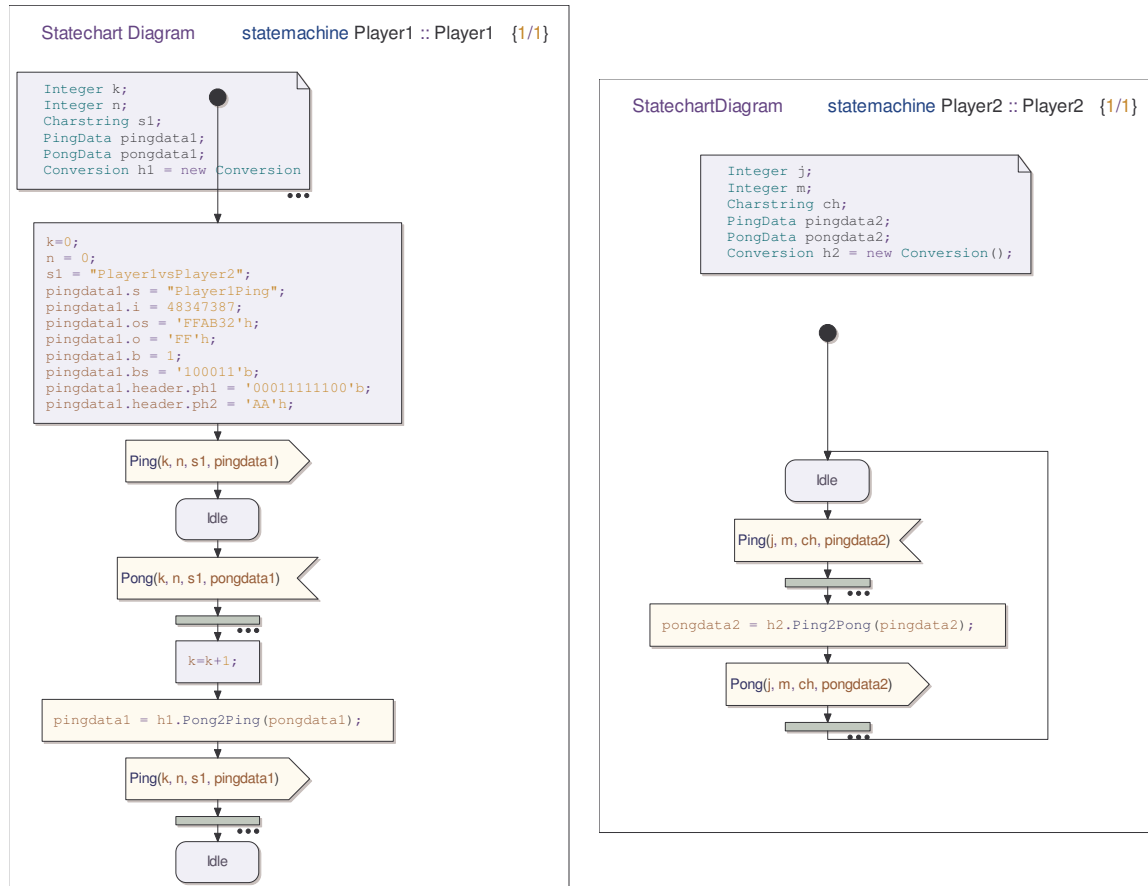 Statechart Diagram statemachine Player1 :: Player1 {1/1}
Integer k;
Integer n;
Charstring s1;
PingData pingdata1;
PongData pongdata1;
Conversion h1 = new Conversion
k=0;
n = 0;
s1 = "Player1vsPlayer2";
pingdata1.s = "Player1Ping";
pingdata1.i = 48347387;
pingdata1.os = 'FFAB32'h;
pingdata1.o = 'FF'h;
pingdata1.b = 1;
pingdata1.bs = '100011'b;
pingdata1.header.ph1 = '00011111100'b;
pingdata1.header.ph2 = 'AA'h;
Ping(k, n, s1, pingdata1)
Idle
Pong(k, n, s1, pongdata1)
k=k+1;
pingdata1 = h1.Pong2Ping(pongdata1);
Ping(k, n, s1, pingdata1)
Idle
StatechartDiagram statemachine Player2 :: Player2 {1/1}
Integer j;
Integer m;
Charstring ch;
PingData pingdata2;
PongData pongdata2;
Conversion h2 = new Conversion();
Idle
Ping(j, m, ch, pingdata2)
pongdata2 = h2.Ping2Pong(pingdata2);
Pong(j, m, ch, pongdata2)